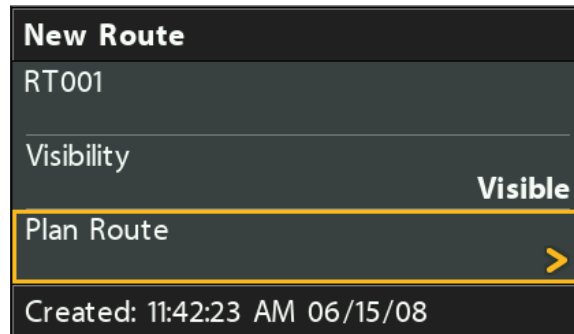 New Route
RT001
Visibility
Visible
Plan Route
Created: 11:42:23 AM 06/15/08